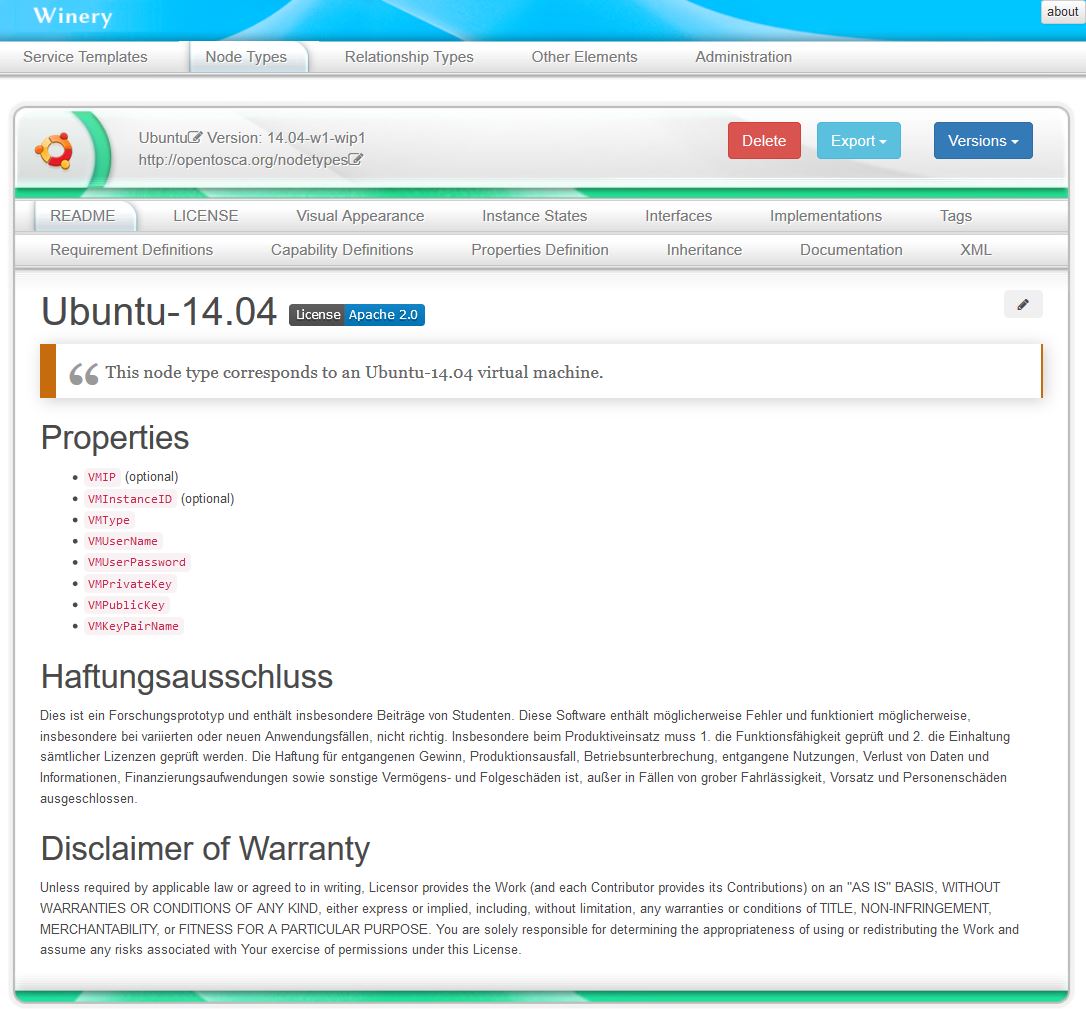 Winery
about
Service Templates Node Types Relationship Types Other Elements Administration
Ubuntu Version: 14.04-w1-wip1
http://opentosca.org/nodetypes
Delete Export Versions
README LICENSE Visual Appearance Instance States Interfaces Implementations Tags
Requirement Definitions Capability Definitions Properties Definition Inheritance Documentation XML
Ubuntu-14.04 License Apache 2.0
“ This node type corresponds to an Ubuntu-14.04 virtual machine.
Properties
• VMIP (optional)
• VMInstanceID (optional)
• VMType
• VMUserName
• VMUserPassword
• VMPrivateKey
• VMPublicKey
• VMKeyPairName
Haftungsausschluss
Dies ist ein Forschungsprototyp und enthält insbesondere Beiträge von Studenten. Diese Software enthält möglicherweise Fehler und funktioniert möglicherweise,
insbesondere bei variierten oder neuen Anwendungsfällen, nicht richtig. Insbesondere beim Produktiveinsatz muss 1. die Funktionsfähigkeit geprüft und 2. die Einhaltung
sämtlicher Lizenzen geprüft werden. Die Haftung für entgangenen Gewinn, Produktionsausfall, Betriebsunterbrechung, entgangene Nutzungen, Verlust von Daten und
Informationen, Finanzierungsaufwendungen sowie sonstige Vermögens- und Folgeschäden ist, außer in Fällen von grober Fahrlässigkeit, Vorsatz und Personenschäden
ausgeschlossen.
Disclaimer of Warranty
Unless required by applicable law or agreed to in writing, Licensor provides the Work (and each Contributor provides its Contributions) on an "AS IS" BASIS, WITHOUT
WARRANTIES OR CONDITIONS OF ANY KIND, either express or implied, including, without limitation, any warranties or conditions of TITLE, NON-INFRINGEMENT,
MERCHANTABILITY, or FITNESS FOR A PARTICULAR PURPOSE. You are solely responsible for determining the appropriateness of using or redistributing the Work and
assume any risks associated with Your exercise of permissions under this License.